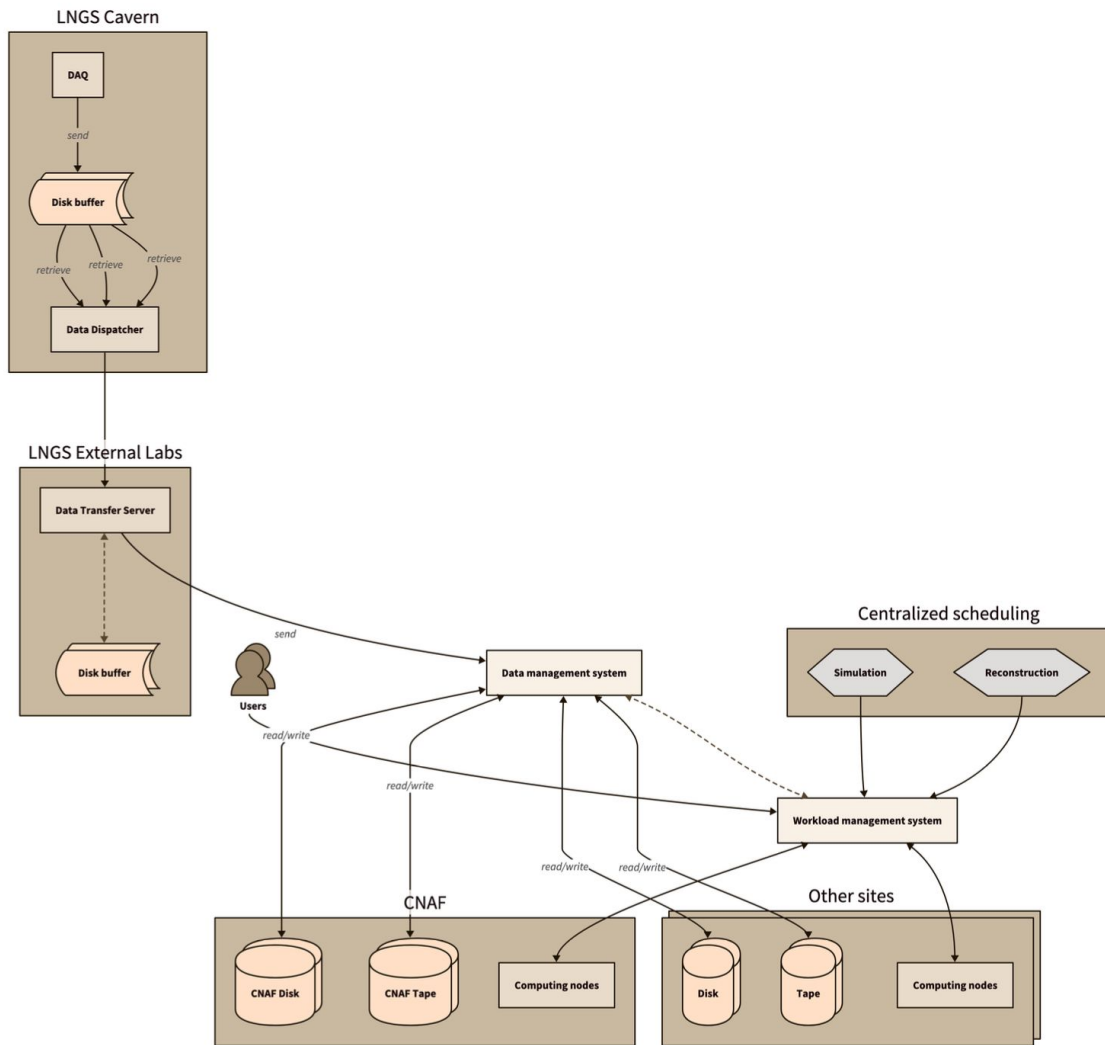 LNGS Cavern
DAQ
send
Disk buffer
retrieve
retrieve
retrieve
Data Dispatcher
LNGS External Labs
Data Transfer Server
Disk buffer
send
Users
Data management system
Centralized scheduling
Simulation
Reconstruction
read/write
read/write
Workload management system
read/write
read/write
CNAF
CNAF Disk
CNAF Tape
Computing nodes
Other sites
Disk
Tape
Computing nodes